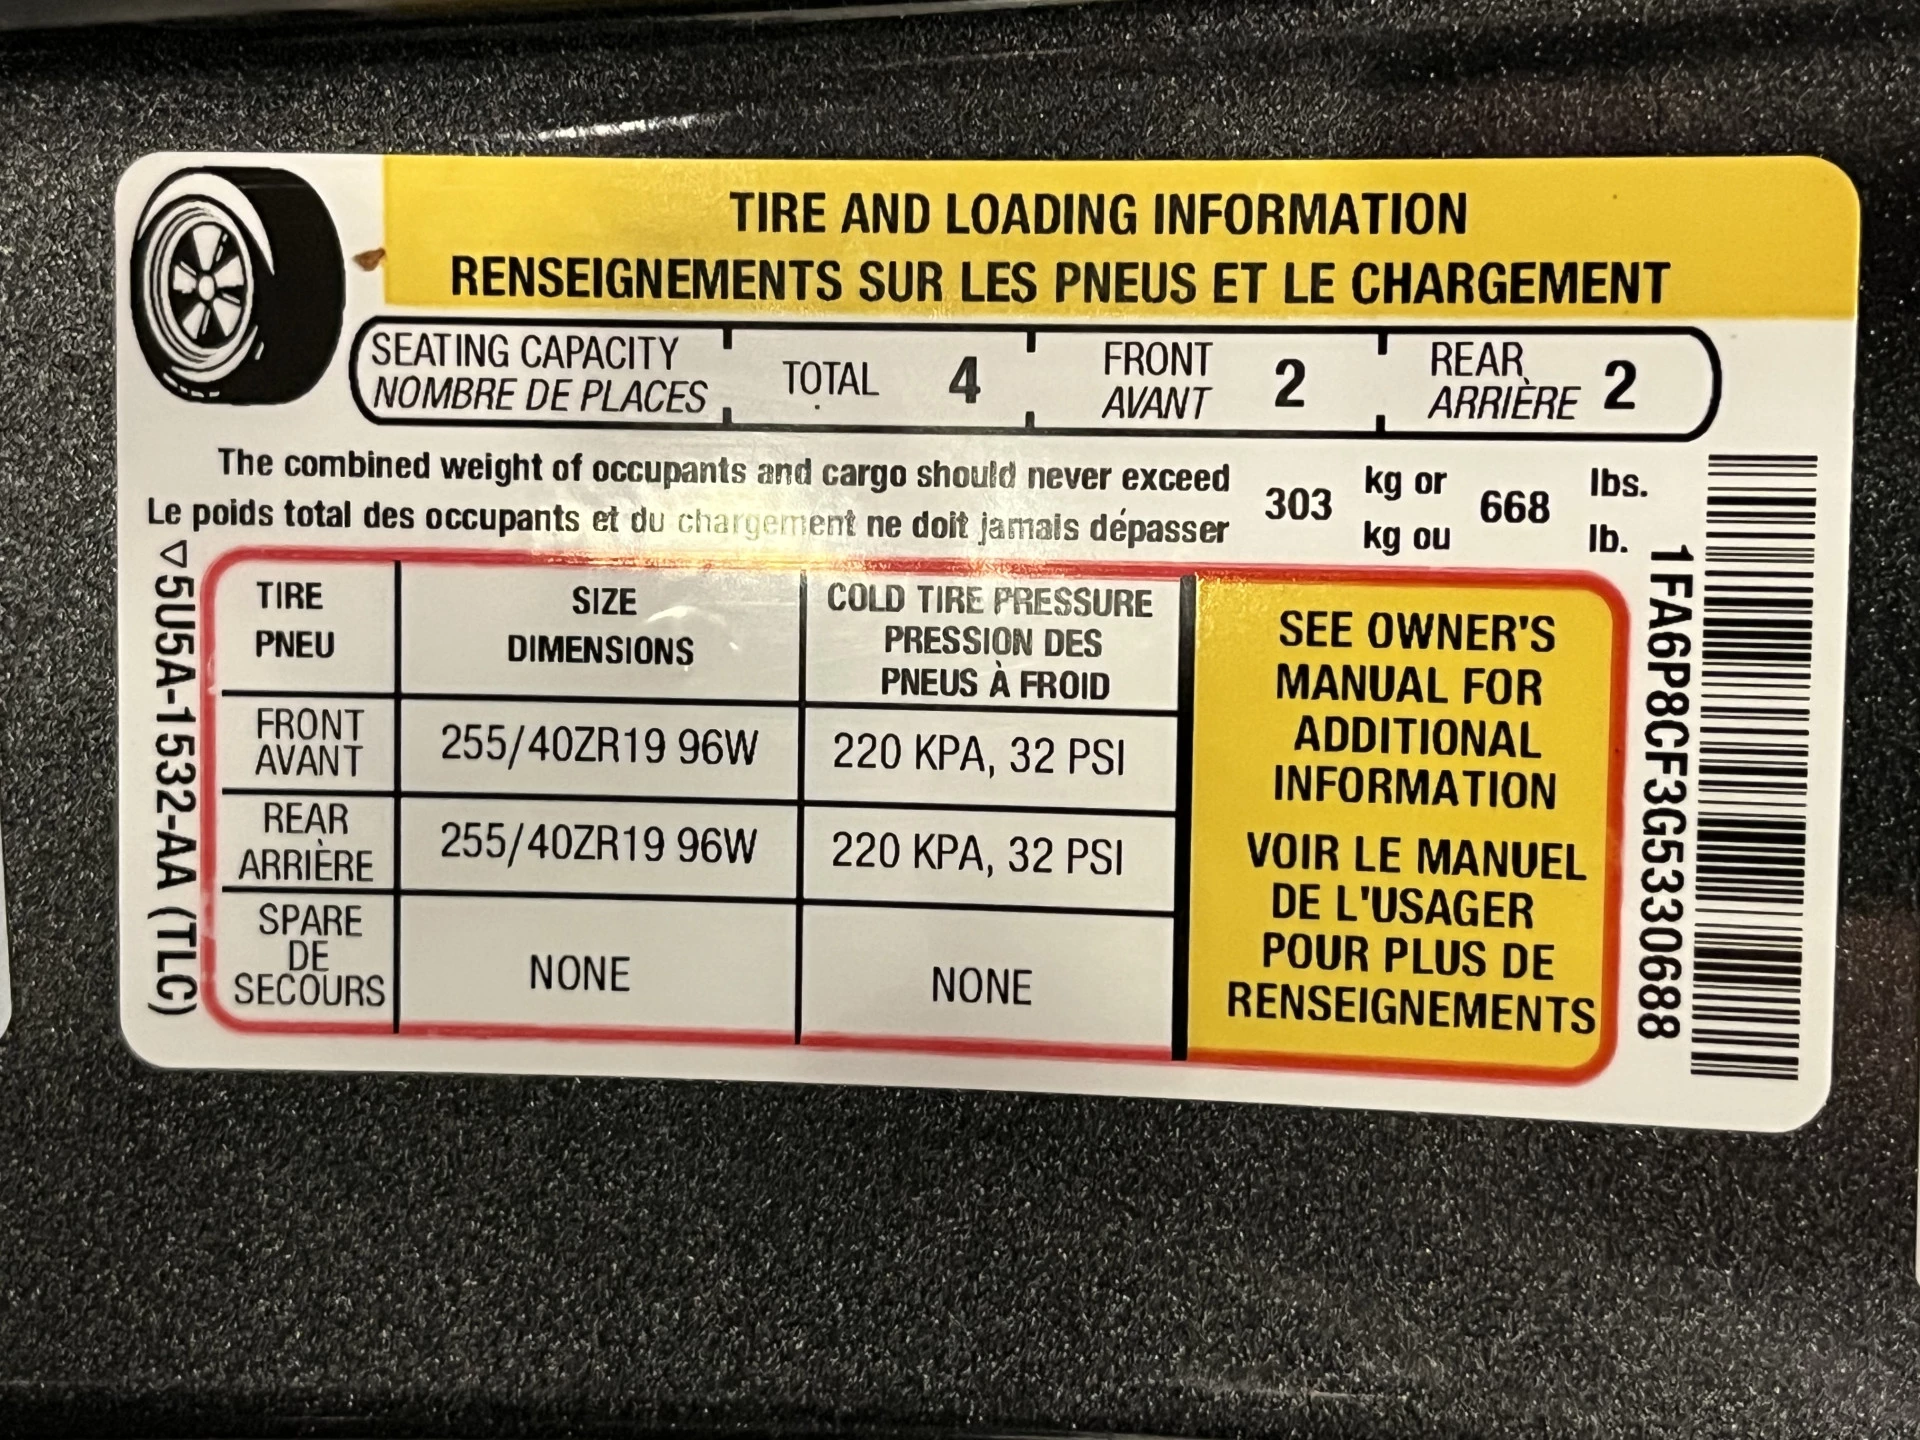 TIRE AND LOADING INFORMATION
RENSEIGNEMENTS SUR LES PNEUS ET LE CHARGEMENT
SEATING CAPACITY
NOMBRE DE PLACES
TOTAL 4
FRONT
AVANT
2
REAR
ARRIÈRE
2
The combined weight of occupants and cargo should never exceed
Le poids total des occupants et du chargement ne doit jamais dépasser
303
kg or
kg ou
668
lbs.
lb.
TIRE
PNEU
SIZE
DIMENSIONS
COLD TIRE PRESSURE
PRESSION DES
PNEUS À FROID
FRONT
AVANT
255/40ZR19 96W
220 KPA, 32 PSI
REAR
ARRIÈRE
255/40ZR19 96W
220 KPA, 32 PSI
SPARE
DE
SECOURS
NONE
NONE
SEE OWNER'S
MANUAL FOR
ADDITIONAL
INFORMATION
VOIR LE MANUEL
DE L'USAGER
POUR PLUS DE
RENSEIGNEMENTS
5U5A-1532-AA (TLC)
1FA6P8CF3G5330688